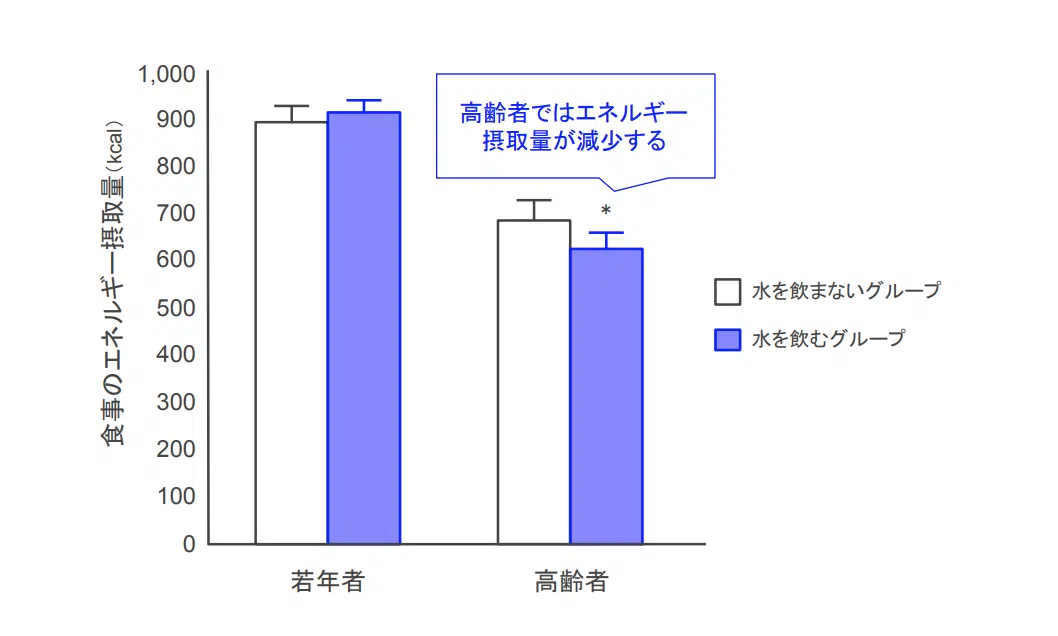 1,000
900
800
700
600
500
400
300
200
100
0
食事のエネルギー摂取量(kcal)
高齢者ではエネルギー
摂取量が減少する
*
水を飲まないグループ
水を飲むグループ
若年者
高齢者